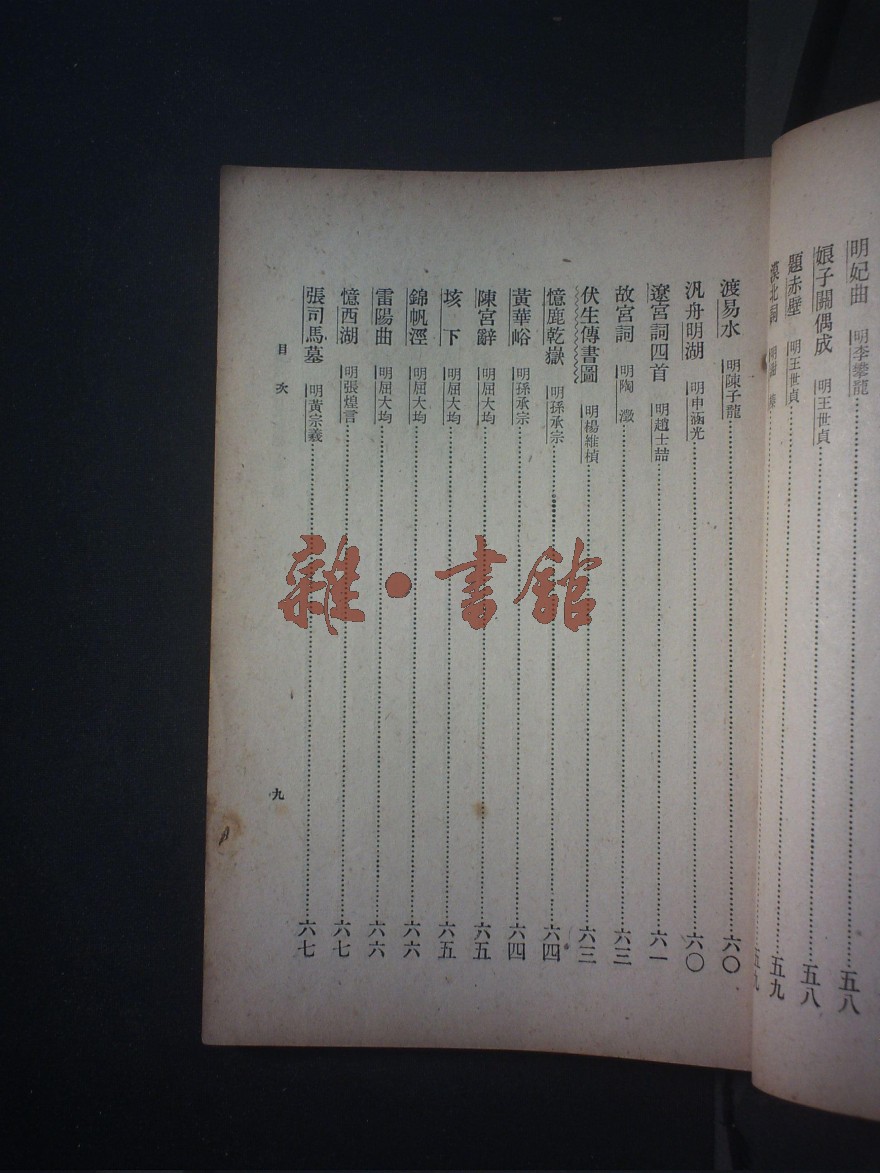 明妃曲　明李攀龍……五八
娘子關偶成　明王世貞……五八
題赤壁　明王世貞……五九
漠北詞　明謝　榛……五九
渡易水　明陳子龍……六〇
汎舟明湖　明申涵光……六〇
遼宮詞四首　明趙士喆……六一
故宮詞　明陶　澂……六三
伏生傳書圖　明楊維楨……六三
憶鹿乾嶽　明孫承宗……六四
黃華峪　明孫承宗……六四
陳宮辭　明屈大均……六五
垓　下　明屈大均……六五
錦帆涇　明屈大均……六六
雷陽曲　明屈大均……六六
憶西湖　明張煌言……六七
張司馬墓　明黃宗羲……六七
目次
九
雜·書館